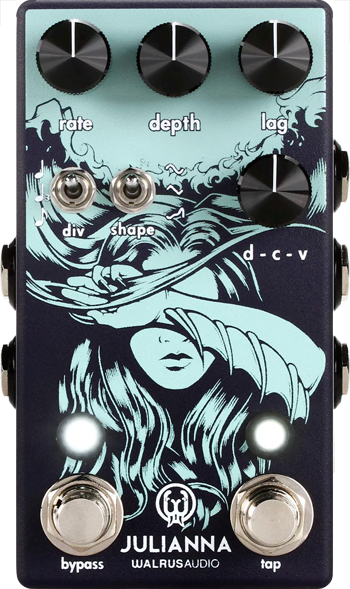 rate depth lag
div shape
d - c - v
JULIANNA
bypass WALRUSAUDIO tap